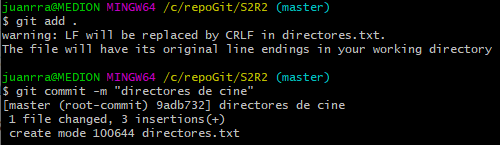 juanrra@MEDION MINGW64 /c/repoGit/S2R2 (master)
$ git add .
warning: LF will be replaced by CRLF in directores.txt.
The file will have its original line endings in your working directory
juanrra@MEDION MINGW64 /c/repoGit/S2R2 (master)
$ git commit -m "directores de cine"
[master (root-commit) 9adb732] directores de cine
 1 file changed, 3 insertions(+)
 create mode 100644 directores.txt